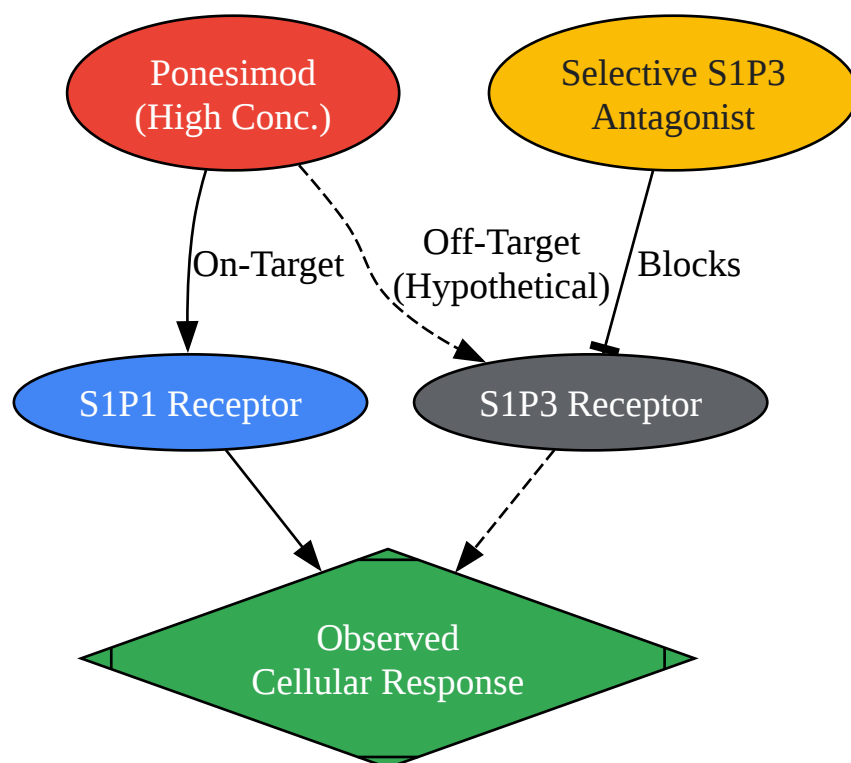 Ponesimod
(High Conc.)
Selective S1P3
Antagonist
On-Target
Off-Target
(Hypothetical)
Blocks
S1P1 Receptor
S1P3 Receptor
Observed
Cellular Response